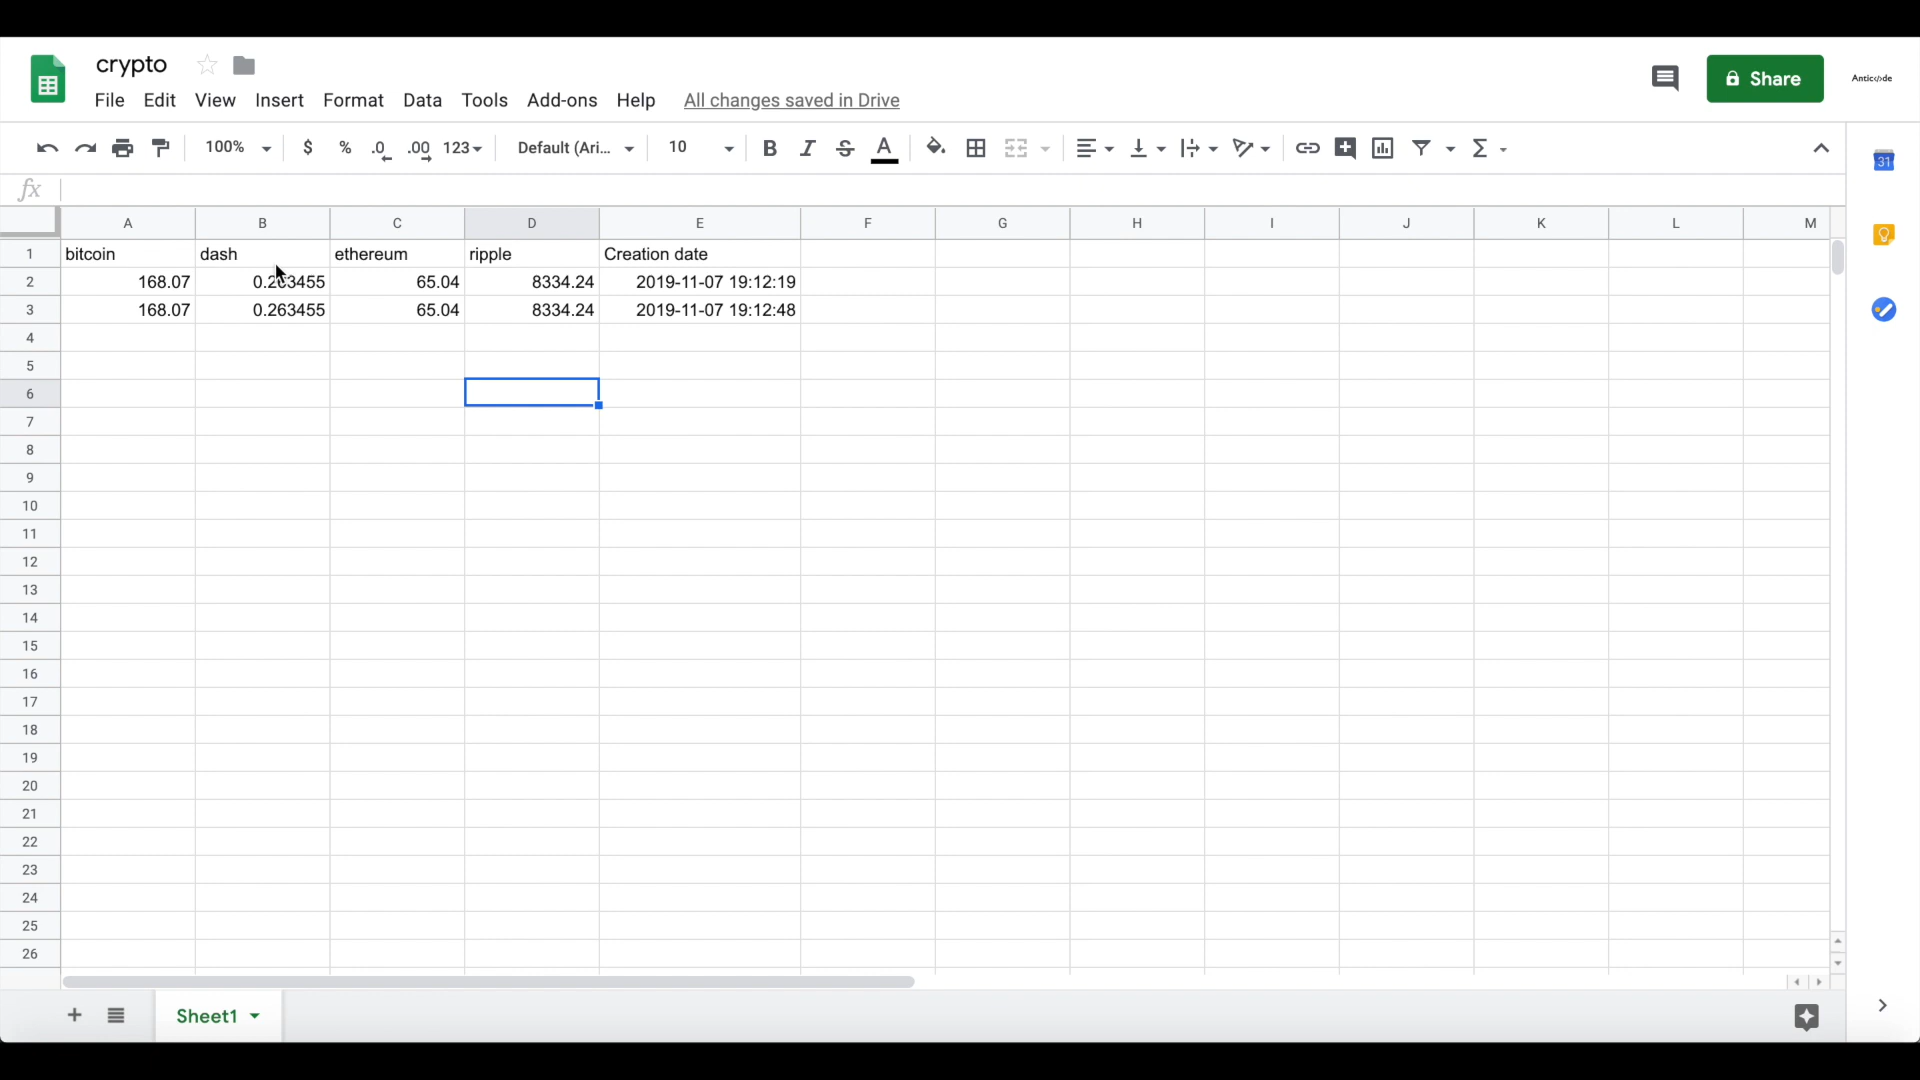 crypto
File Edit View Insert Format Data Tools Add-ons Help All changes saved in Drive
Share
Antic‹/›de
100% $ % .0 .00 123 Default (Ari... 10 B I S A Σ
31
fx
A B C D E F G H I J K L M
1 bitcoin dash ethereum ripple Creation date
2 168.07 0.263455 65.04 8334.24 2019-11-07 19:12:19
3 168.07 0.263455 65.04 8334.24 2019-11-07 19:12:48
4
5
6
7
8
9
10
11
12
13
14
15
16
17
18
19
20
21
22
23
24
25
26
Sheet1